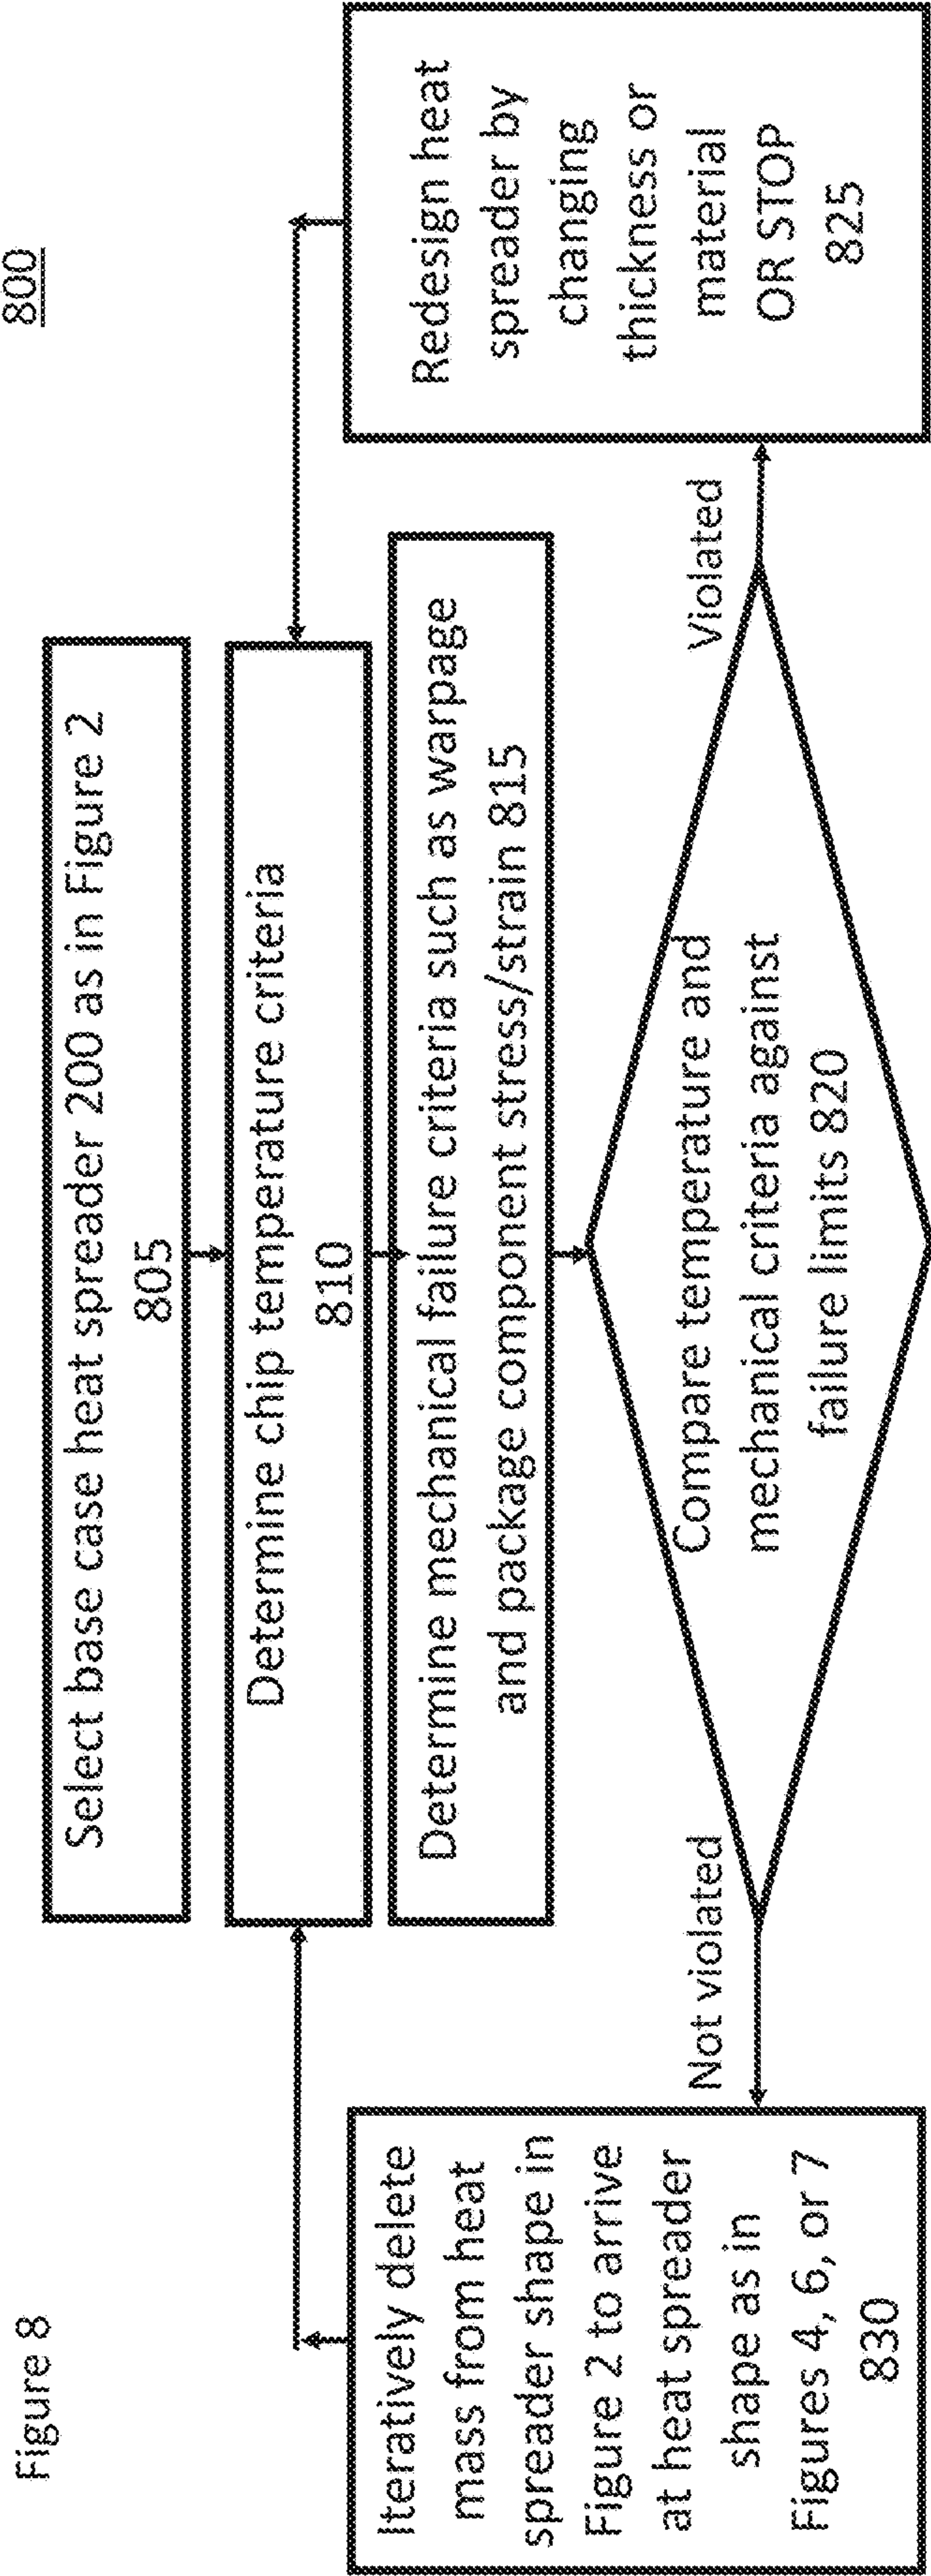 Figure 8
800
Select base case heat spreader 200 as in Figure 2
805
Determine chip temperature criteria
810
Determine mechanical failure criteria such as warpage
and package component stress/strain 815
Compare temperature and
mechanical criteria against
failure limits 820
Not violated
Violated
Iteratively delete
mass from heat
spreader shape in
Figure 2 to arrive
at heat spreader
shape as in
Figures 4, 6, or 7
830
Redesign heat
spreader by
changing
thickness or
material
OR STOP
825